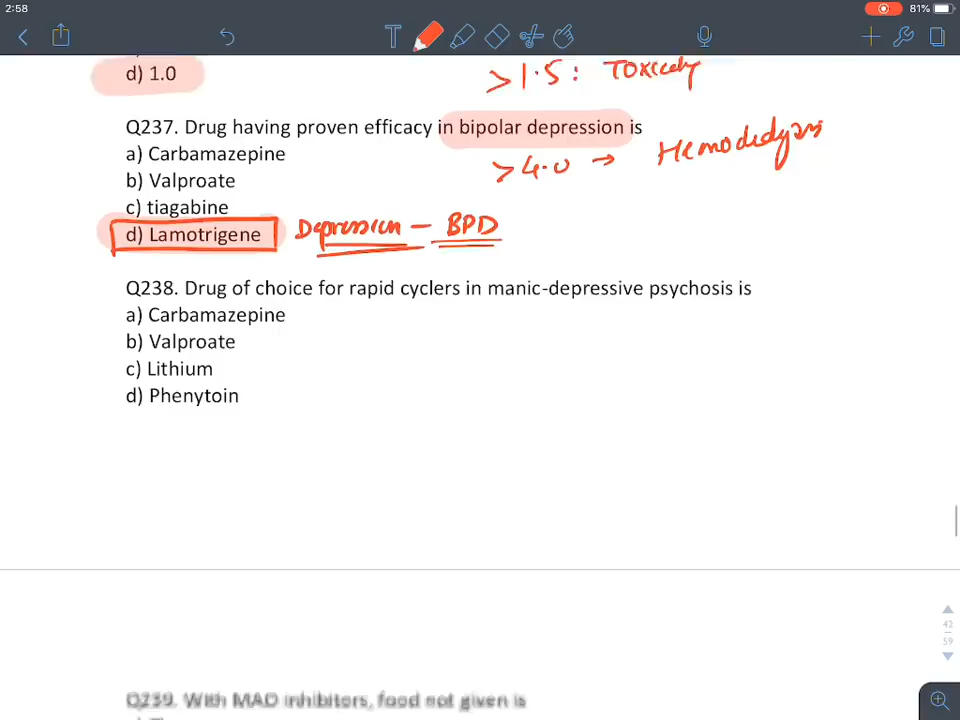 2:58
81%
T
d) 1.0
>1.5: Toxicity
Q237. Drug having proven efficacy in bipolar depression is
a) Carbamazepine
>4.0 → Hemodialysis
b) Valproate
c) tiagabine
d) Lamotrigene
Depression - BPD
Q238. Drug of choice for rapid cyclers in manic-depressive psychosis is
a) Carbamazepine
b) Valproate
c) Lithium
d) Phenytoin
42
59
Q239. With MAO inhibitors, food not given is